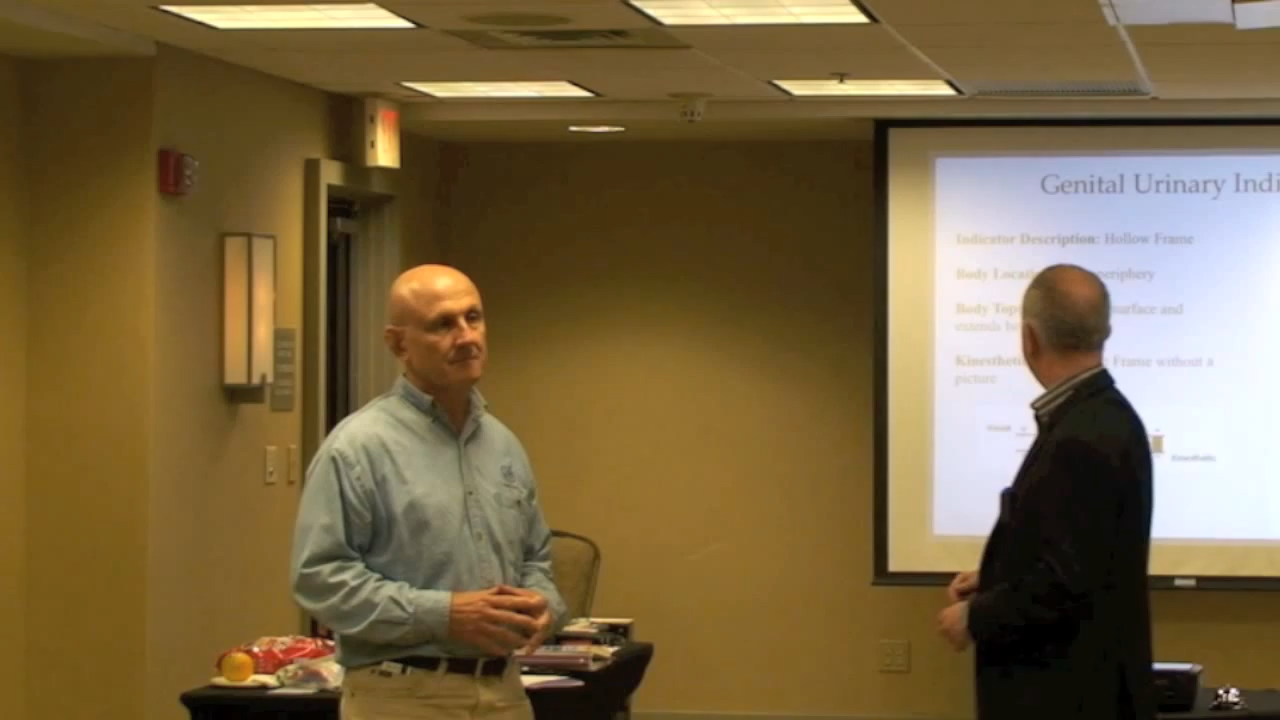 Genital Urinary Indi
Indicator Description: Hollow Frame
Body Locati periphery
Body Top surface and
extends
Kinestheti Frame without a
picture
Visual
Kinesthetic